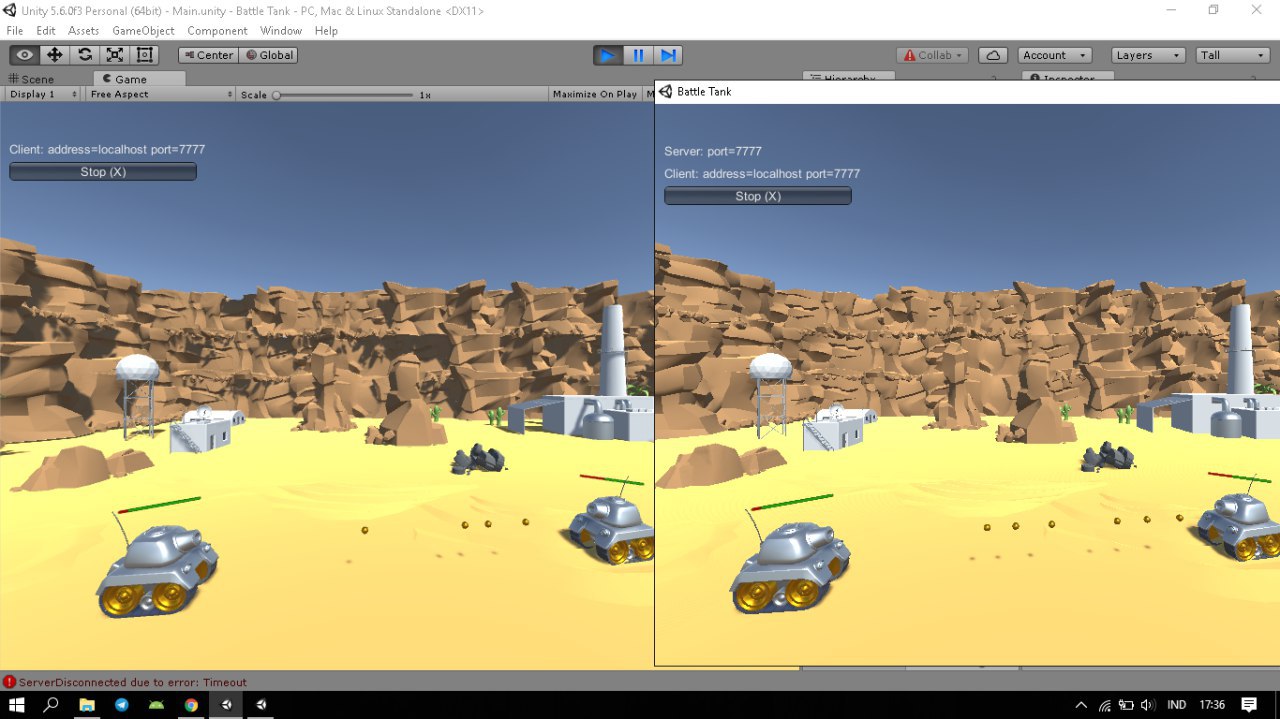 Unity 5.6.0f3 Personal (64bit) - Main.unity - Battle Tank - PC, Mac & Linux Standalone <DX11>
File Edit Assets GameObject Component Window Help
Center Global Collab Account Layers Tall
Scene Game Hierarchy Inspector
Display 1 Free Aspect Scale 1x Maximize On Play M
Battle Tank
Client: address=localhost port=7777
Stop (X)
Server: port=7777
Client: address=localhost port=7777
Stop (X)
ServerDisconnected due to error: Timeout
IND 17:36